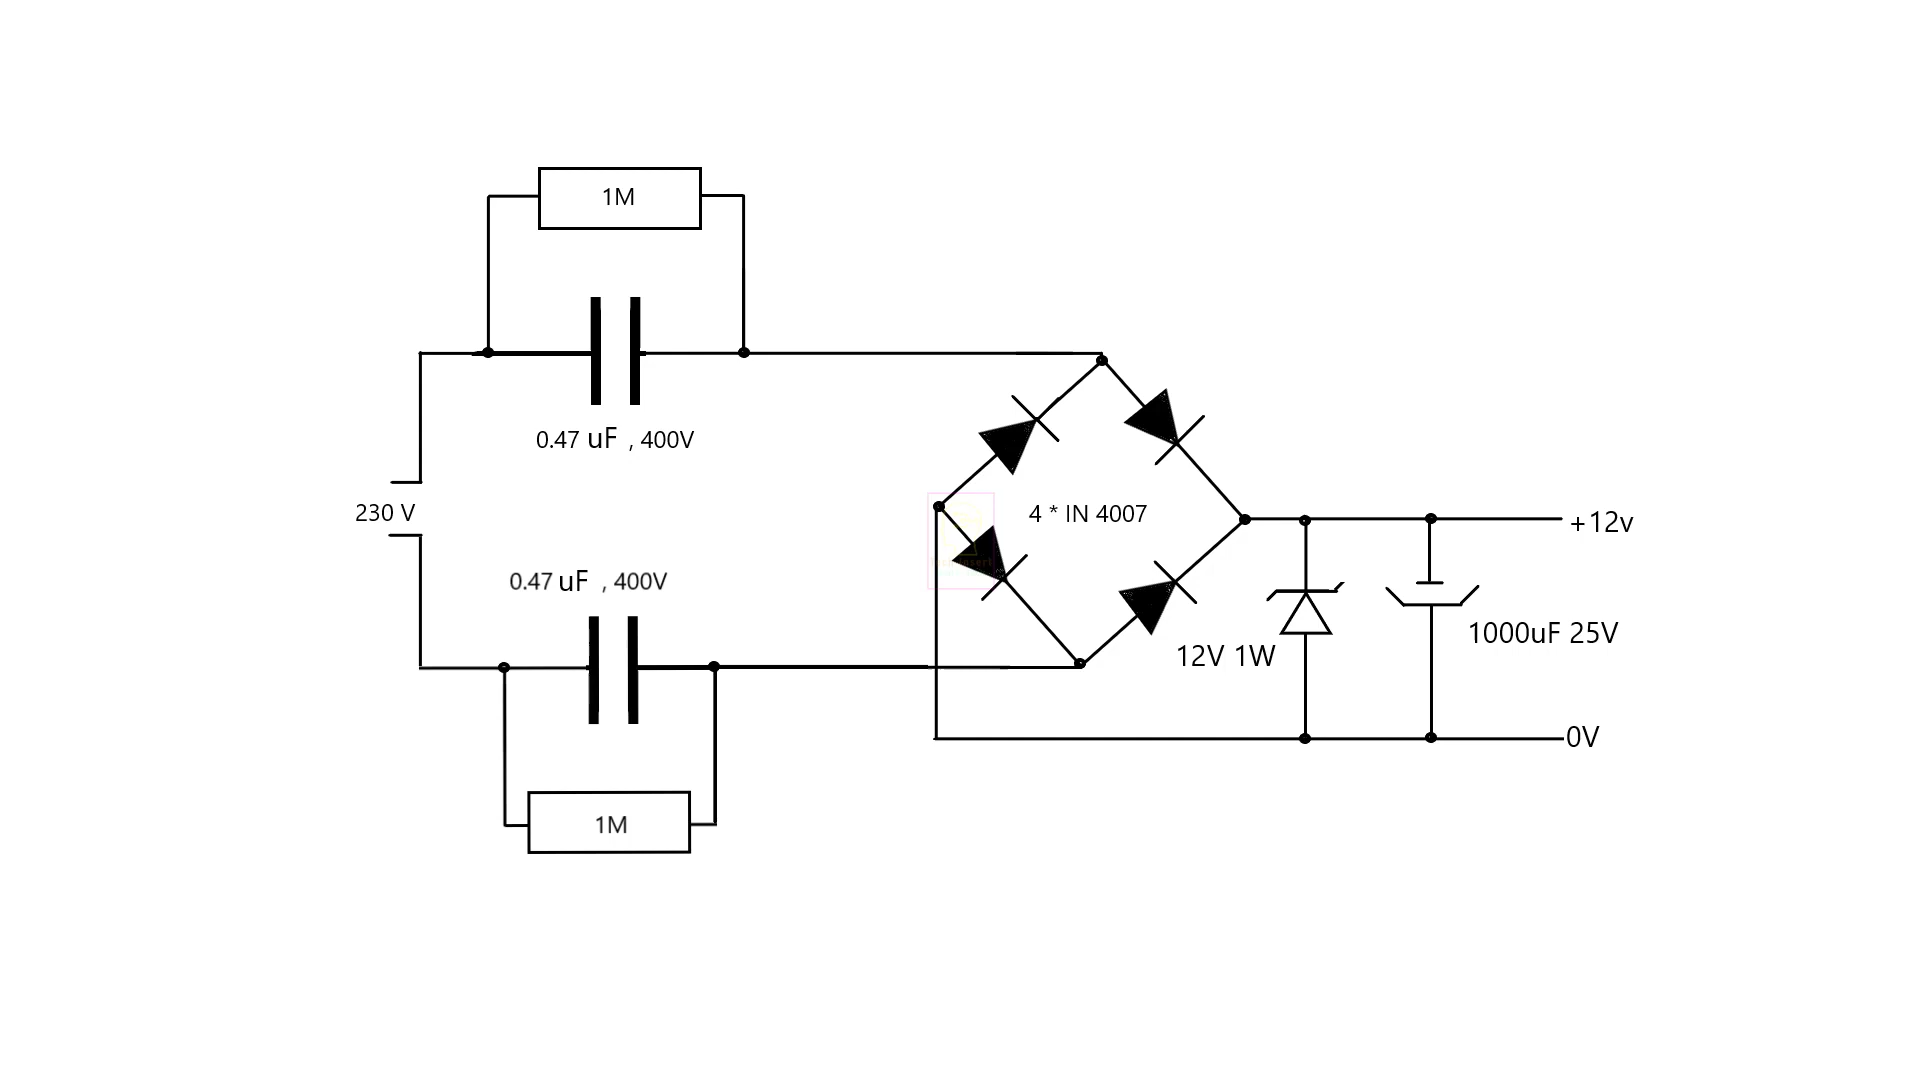 1M
0.47 uF , 400V
230 V
4 * IN 4007
+12v
0.47 uF , 400V
1000uF 25V
12V 1W
0V
1M